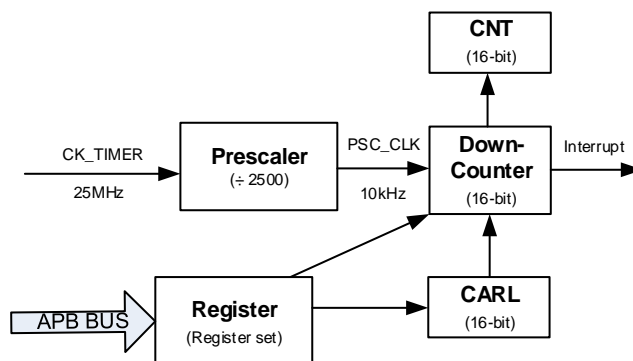 CNT
(16-bit)
CK_TIMER
25MHz
Prescaler
(÷ 2500)
PSC_CLK
10kHz
Down-
Counter
(16-bit)
Interrupt
APB BUS
Register
(Register set)
CARL
(16-bit)